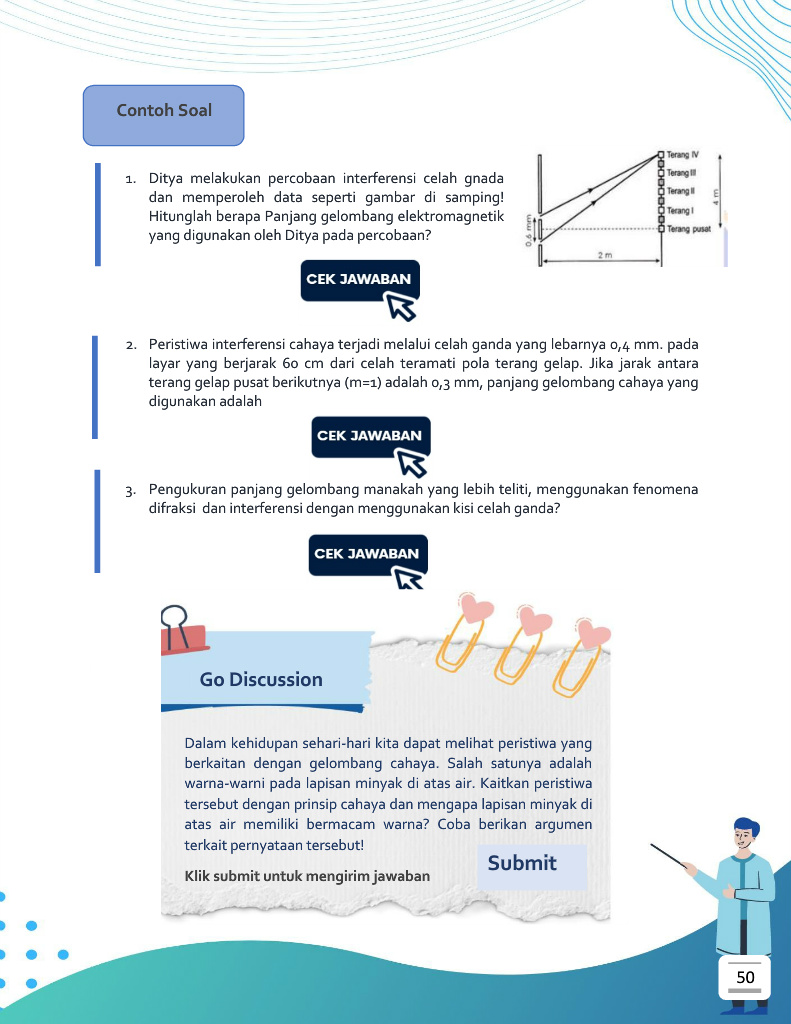 Contoh Soal
1. Ditya melakukan percobaan interferensi celah gnada
dan memperoleh data seperti gambar di samping!
Hitunglah berapa Panjang gelombang elektromagnetik
yang digunakan oleh Ditya pada percobaan?
Terang IV
Terang III
Terang II
Terang I
Terang pusat
4 m
0,6 mm
2 m
CEK JAWABAN
2. Peristiwa interferensi cahaya terjadi melalui celah ganda yang lebarnya 0,4 mm. pada
layar yang berjarak 60 cm dari celah teramati pola terang gelap. Jika jarak antara
terang gelap pusat berikutnya (m=1) adalah 0,3 mm, panjang gelombang cahaya yang
digunakan adalah
CEK JAWABAN
3. Pengukuran panjang gelombang manakah yang lebih teliti, menggunakan fenomena
difraksi dan interferensi dengan menggunakan kisi celah ganda?
CEK JAWABAN
Go Discussion
Dalam kehidupan sehari-hari kita dapat melihat peristiwa yang
berkaitan dengan gelombang cahaya. Salah satunya adalah
warna-warni pada lapisan minyak di atas air. Kaitkan peristiwa
tersebut dengan prinsip cahaya dan mengapa lapisan minyak di
atas air memiliki bermacam warna? Coba berikan argumen
terkait pernyataan tersebut!
Submit
Klik submit untuk mengirim jawaban
50